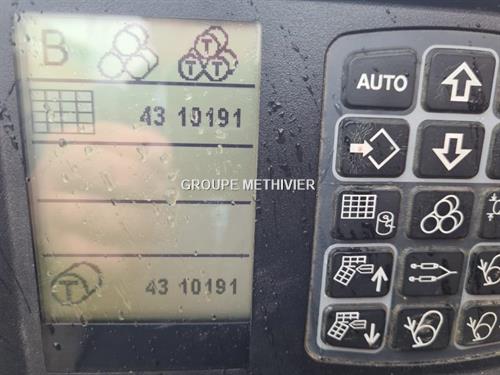 B T T T
AUTO
43 10191
GROUPE METHIVIER
T 43 10191